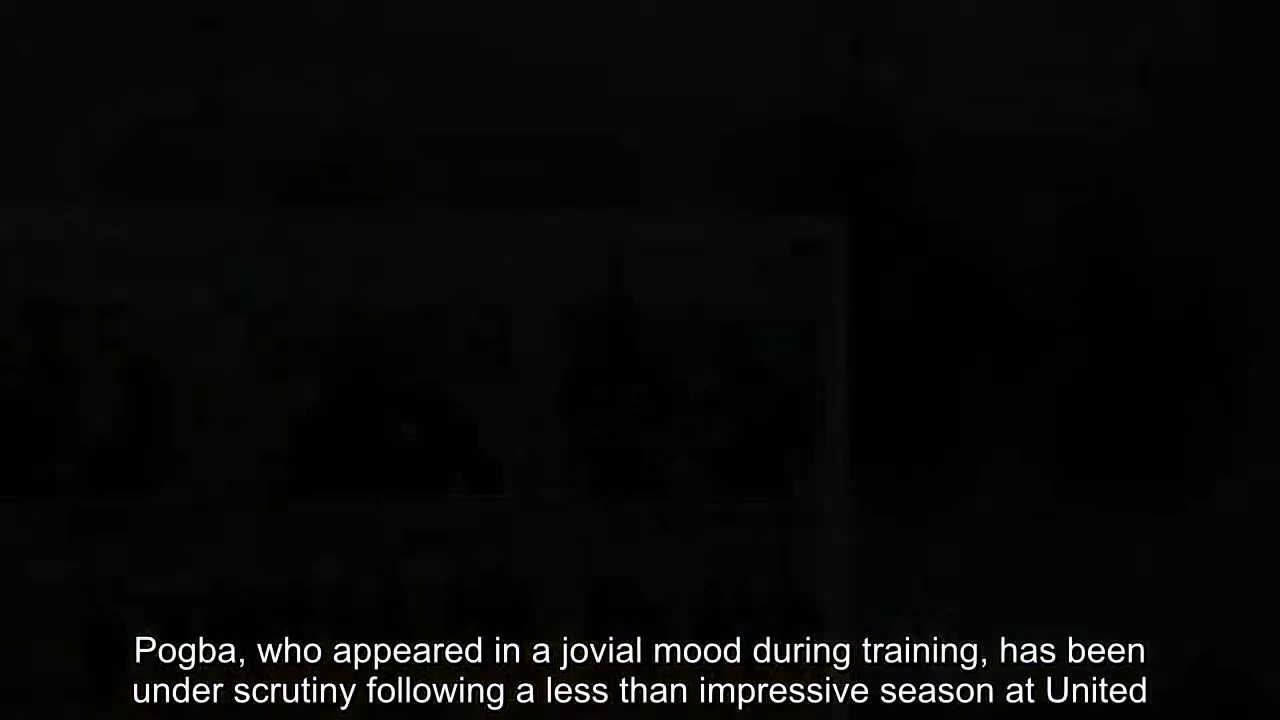 Pogba, who appeared in a jovial mood during training, has been
under scrutiny following a less than impressive season at United